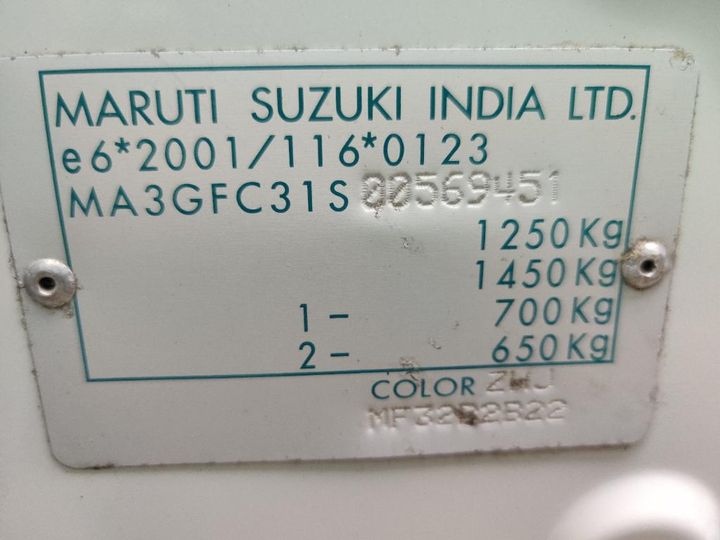 MARUTI SUZUKI INDIA LTD.
e6*2001/116*0123
MA3GFC31S00569451
1250Kg
1450Kg
1 - 700Kg
2 - 650Kg
COLOR ZWJ